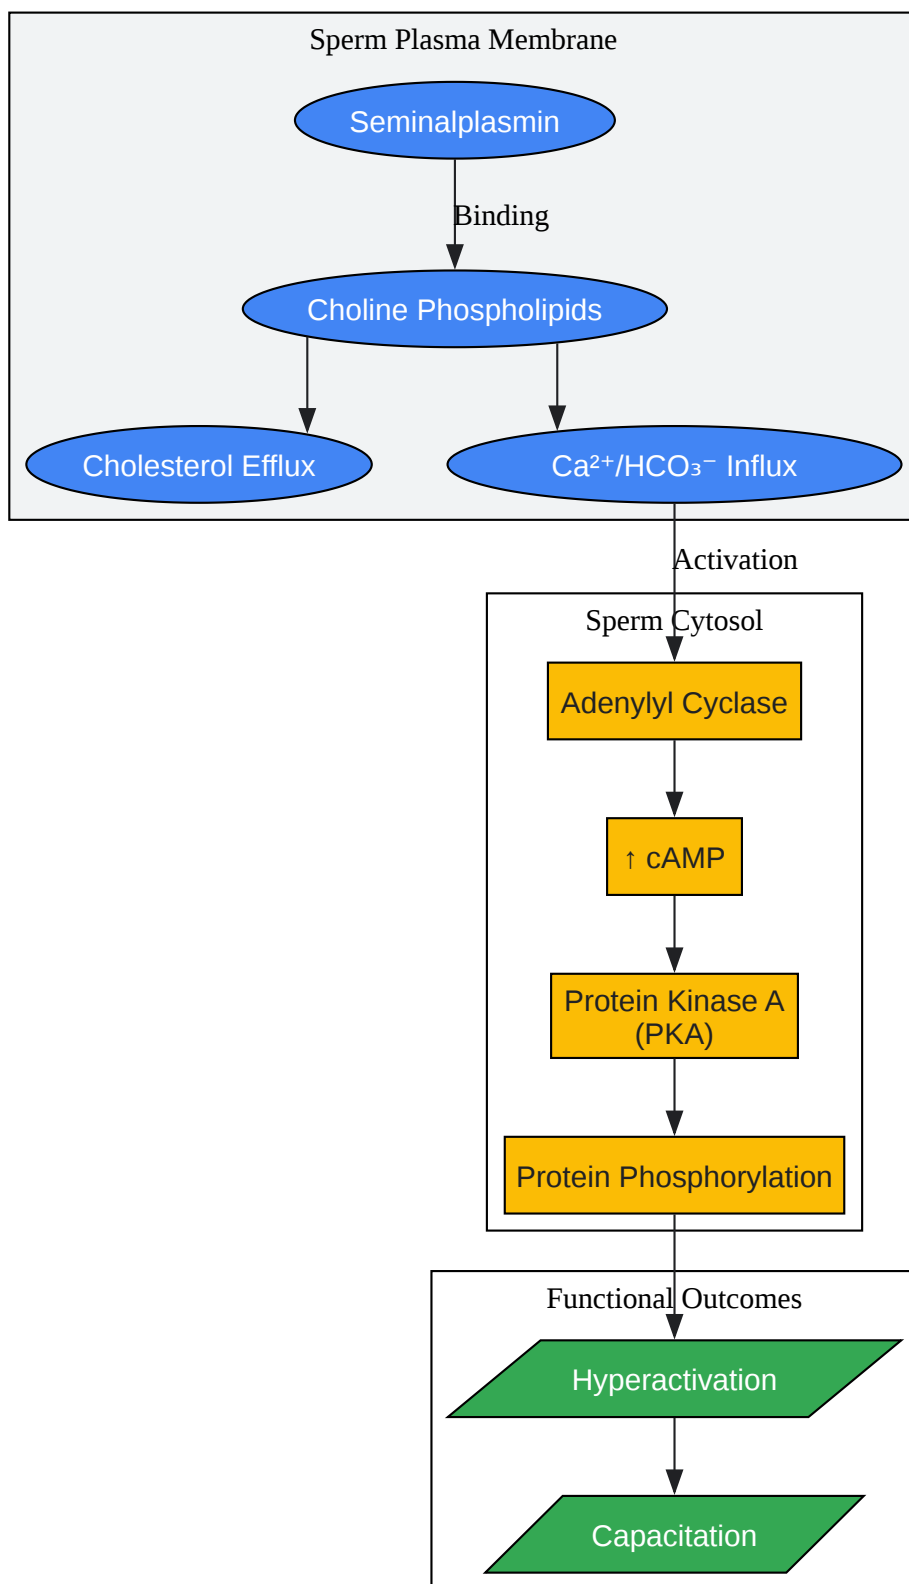 Sperm Plasma Membrane
Seminalplasmin
Binding
Choline Phospholipids
Cholesterol Efflux
Ca²⁺/HCO₃⁻ Influx
Activation
Sperm Cytosol
Adenylyl Cyclase
↑ cAMP
Protein Kinase A
(PKA)
Protein Phosphorylation
Functional Outcomes
Hyperactivation
Capacitation